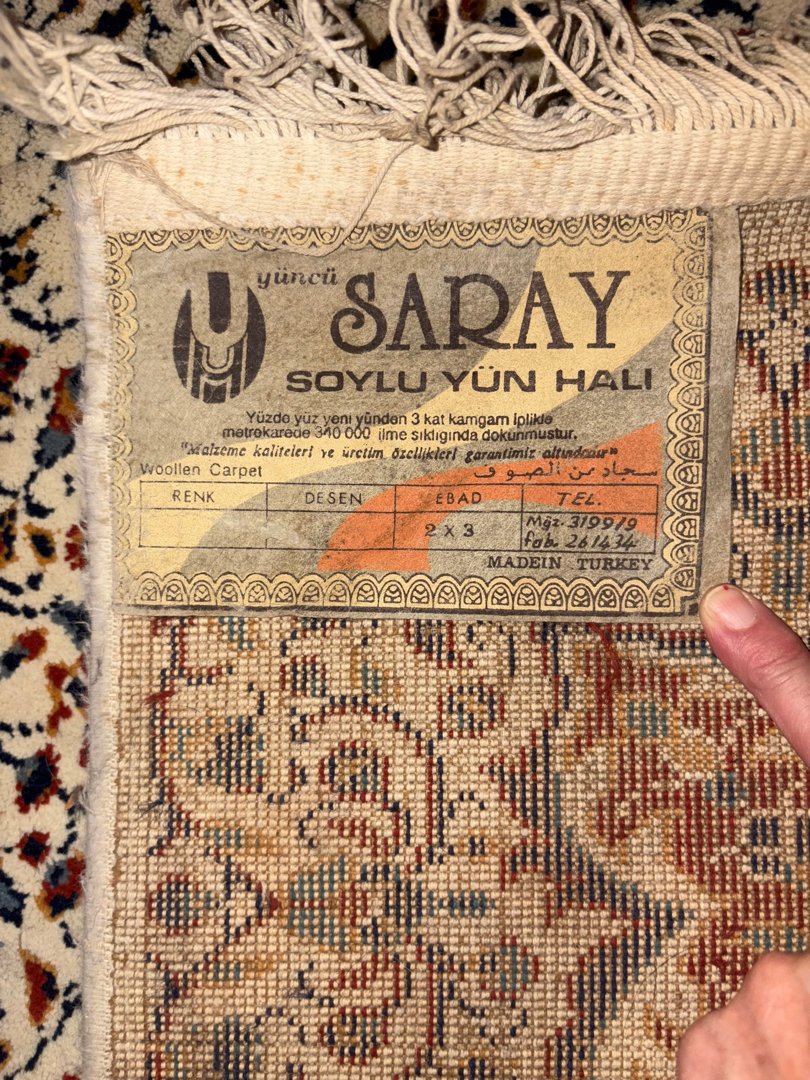 yüncü
SARAY
SOYLU YÜN HALI
Yüzde yüz yeni yünden 3 kat kamgarn iplikle
metrekarede 340 000 ilme sıklığında dokunmustur.
"Malzeme kaliteleri ve üretim özellikleri garantimiz altındadır"
Woollen Carpet سجاد من الصوف
RENK DESEN EBAD TEL.
2 X 3 Mğz. 319919
fab. 261434
MADEIN TURKEY